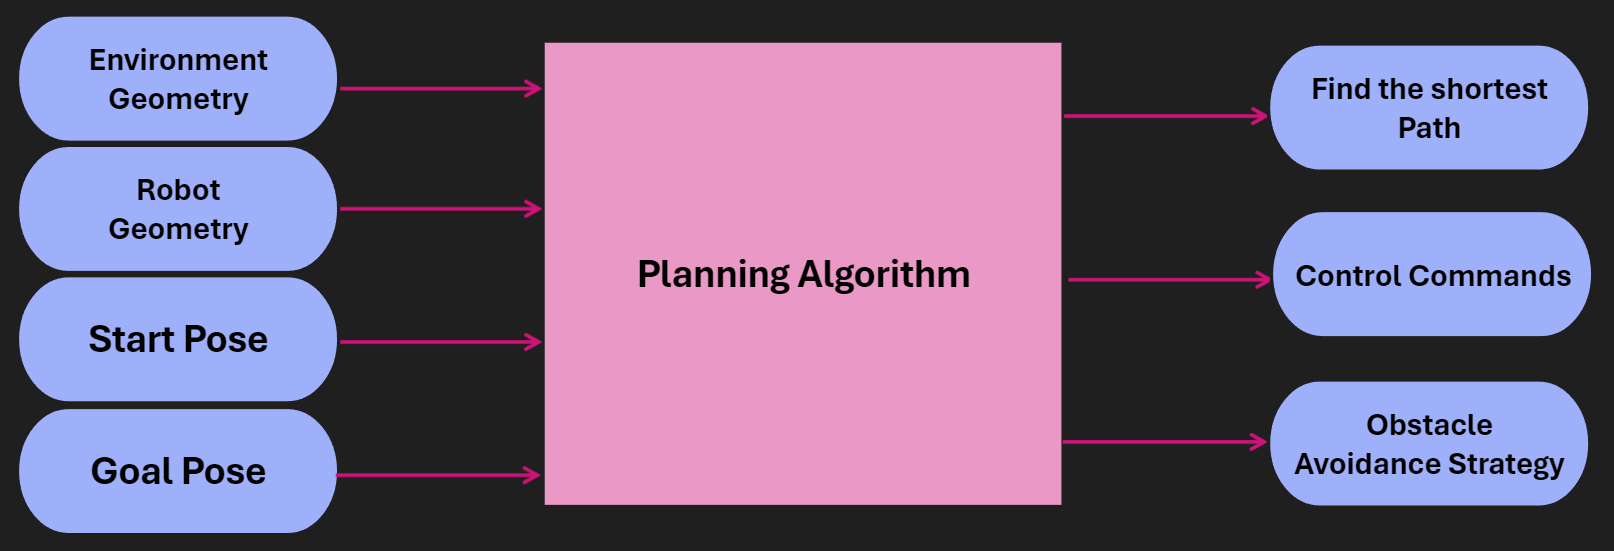 Environment
Geometry
Robot
Geometry
Start Pose
Goal Pose
Planning Algorithm
Find the shortest
Path
Control Commands
Obstacle
Avoidance Strategy